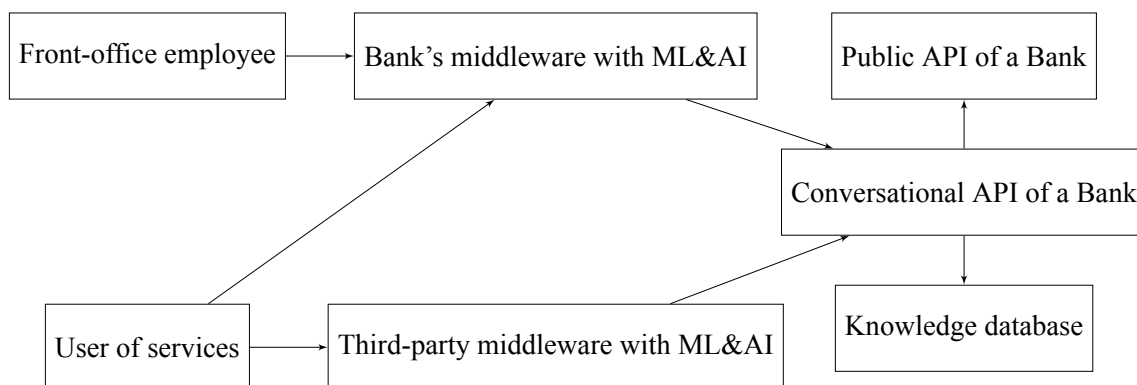 Front-office employee
Bank's middleware with ML&AI
Public API of a Bank
Conversational API of a Bank
User of services
Third-party middleware with ML&AI
Knowledge database